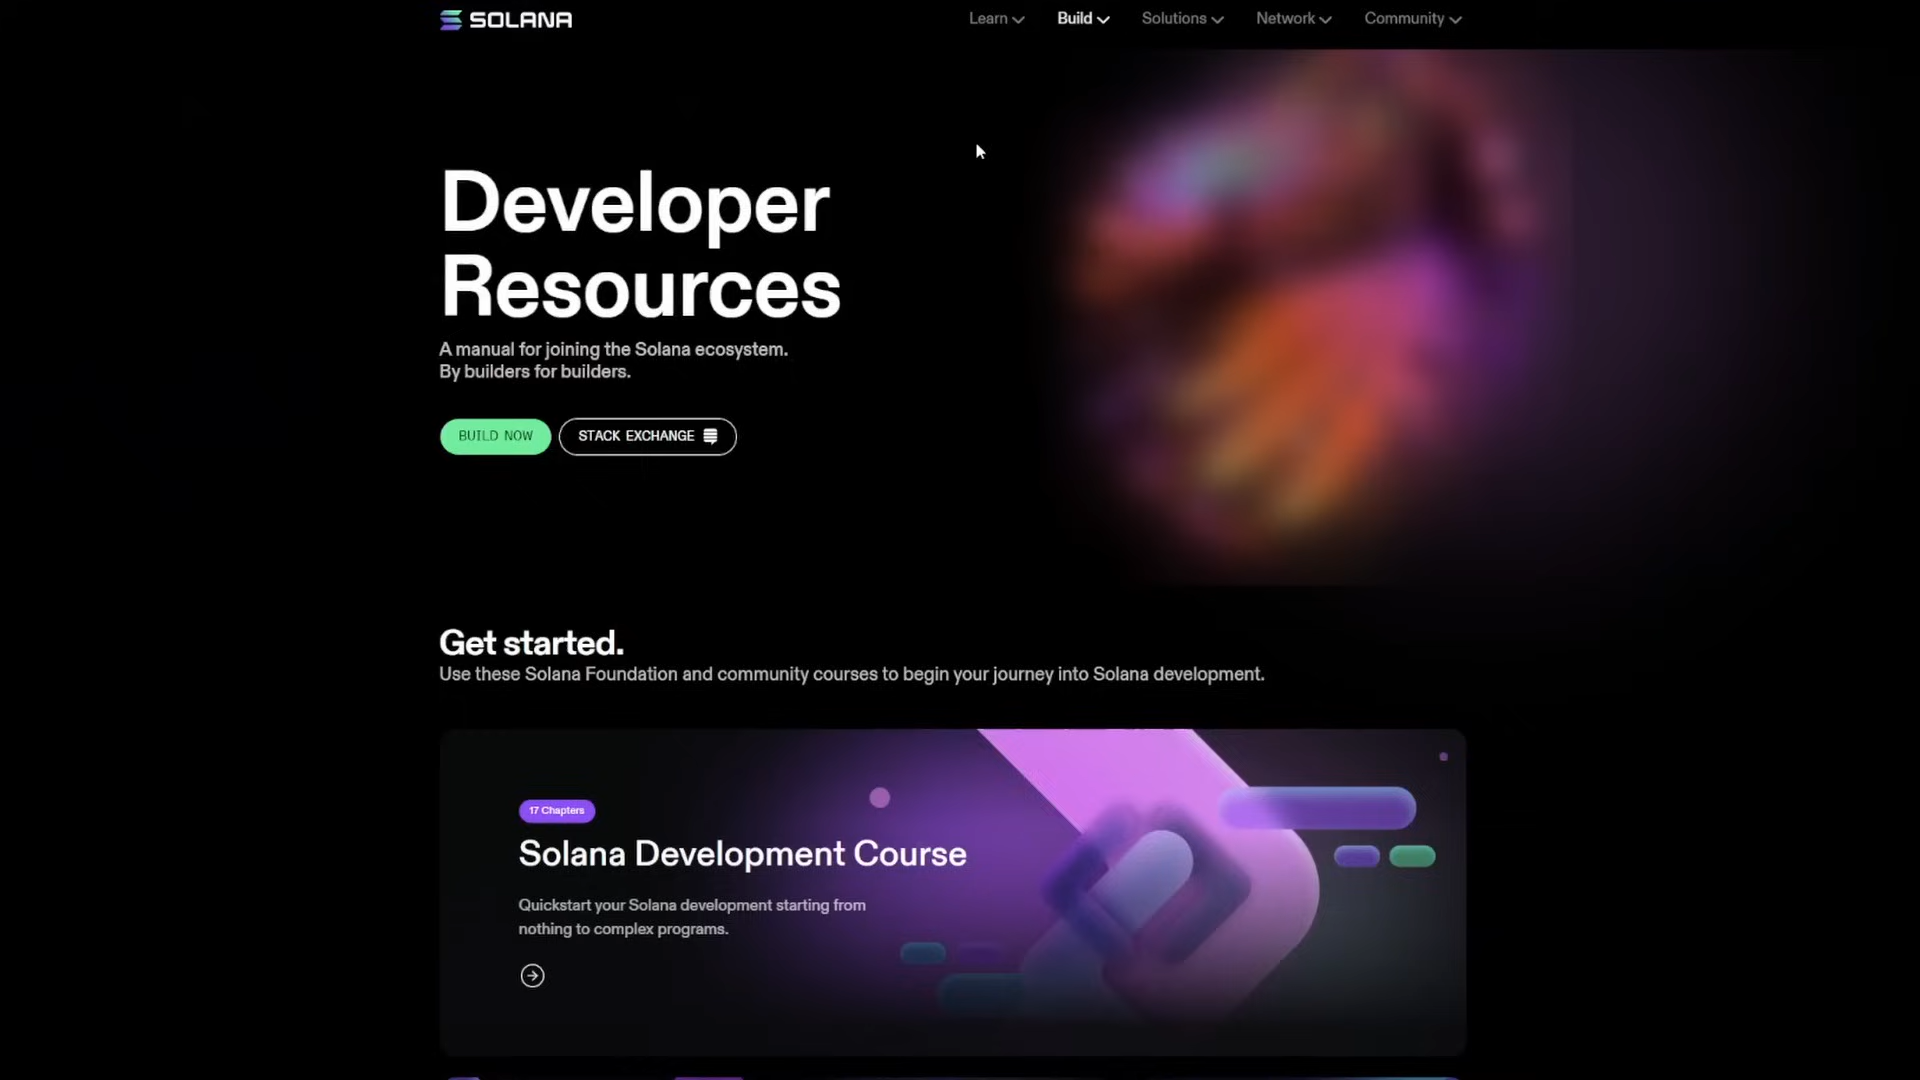 SOLANA
Learn
Build
Solutions
Network
Community
Developer
Resources
A manual for joining the Solana ecosystem.
By builders for builders.
BUILD NOW
STACK EXCHANGE
Get started.
Use these Solana Foundation and community courses to begin your journey into Solana development.
17 Chapters
Solana Development Course
Quickstart your Solana development starting from
nothing to complex programs.